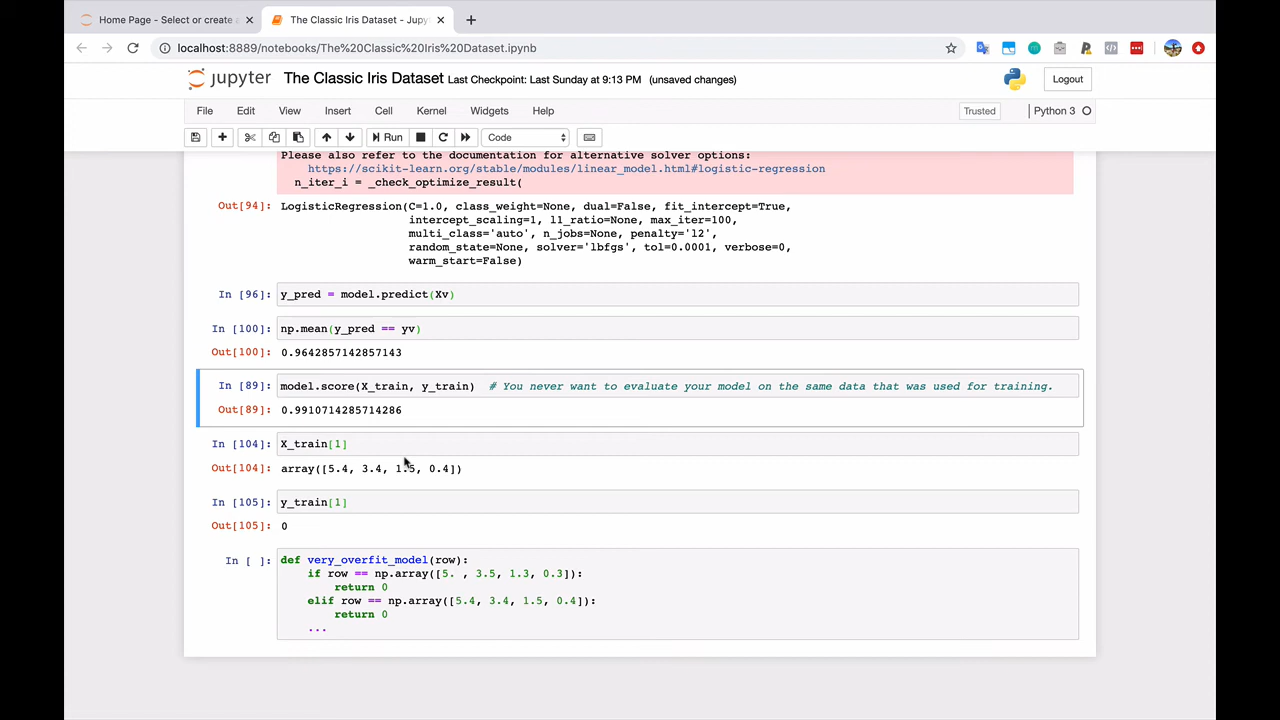 Home Page - Select or create a
The Classic Iris Dataset - Jupyt
localhost:8889/notebooks/The%20Classic%20Iris%20Dataset.ipynb
jupyter The Classic Iris Dataset Last Checkpoint: Last Sunday at 9:13 PM (unsaved changes)
Logout
File Edit View Insert Cell Kernel Widgets Help
Trusted
Python 3
Run
Code
Please also refer to the documentation for alternative solver options:
https://scikit-learn.org/stable/modules/linear_model.html#logistic-regression
n_iter_i = _check_optimize_result(
Out[94]: LogisticRegression(C=1.0, class_weight=None, dual=False, fit_intercept=True,
intercept_scaling=1, l1_ratio=None, max_iter=100,
multi_class='auto', n_jobs=None, penalty='l2',
random_state=None, solver='lbfgs', tol=0.0001, verbose=0,
warm_start=False)
In [96]: y_pred = model.predict(Xv)
In [100]: np.mean(y_pred == yv)
Out[100]: 0.9642857142857143
In [89]: model.score(X_train, y_train)  # You never want to evaluate your model on the same data that was used for training.
Out[89]: 0.9910714285714286
In [104]: X_train[1]
Out[104]: array([5.4, 3.4, 1.5, 0.4])
In [105]: y_train[1]
Out[105]: 0
In [ ]: def very_overfit_model(row):
if row == np.array([5. , 3.5, 1.3, 0.3]):
return 0
elif row == np.array([5.4, 3.4, 1.5, 0.4]):
return 0
...